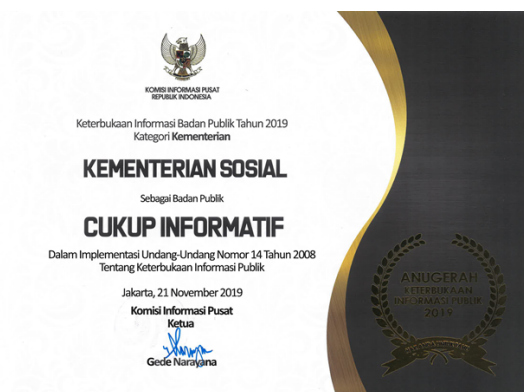 KOMISI INFORMASI PUSAT
REPUBLIK INDONESIA
Keterbukaan Informasi Badan Publik Tahun 2019
Kategori Kementerian
KEMENTERIAN SOSIAL
Sebagai Badan Publik
CUKUP INFORMATIF
Dalam Implementasi Undang-Undang Nomor 14 Tahun 2008
Tentang Keterbukaan Informasi Publik
Jakarta, 21 November 2019
Komisi Informasi Pusat
Ketua
Gede Narayana
ANUGERAH
KETERBUKAAN
INFORMASI PUBLIK
2019